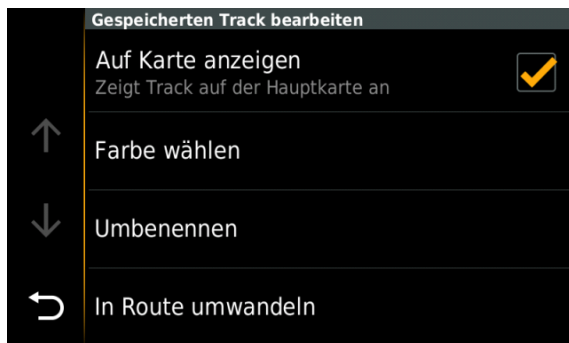 Gespeicherten Track bearbeiten
Auf Karte anzeigen
Zeigt Track auf der Hauptkarte an
Farbe wählen
Umbenennen
In Route umwandeln